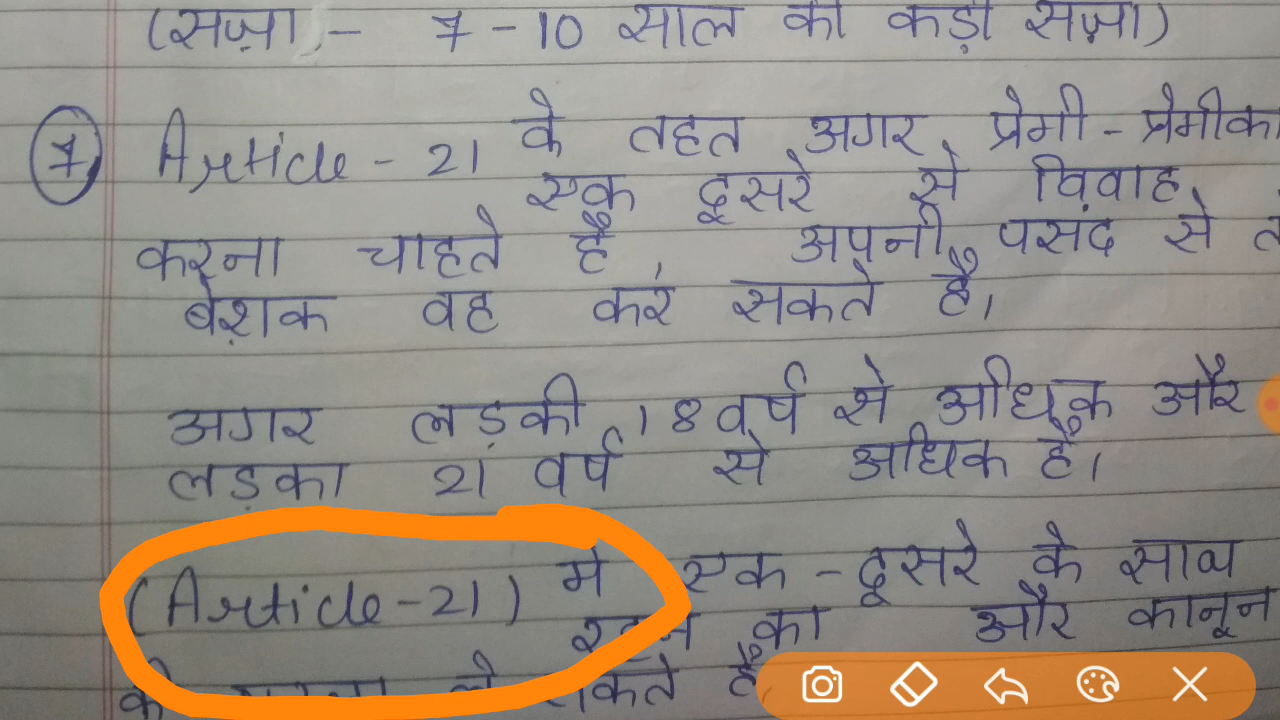 (सज़ा - 7 - 10 साल की कड़ी सज़ा)
7 Article - 21 के तहत अगर प्रेमी - प्रेमीका
एक दूसरे से विवाह
करना चाहते है अपनी पसंद से
बेशक वह कर सकते है।
अगर लड़की 18 वर्ष से अधिक और
लड़का 21 वर्ष से अधिक है।
(Article - 21) में एक - दूसरे के साथ
का और कानून
है